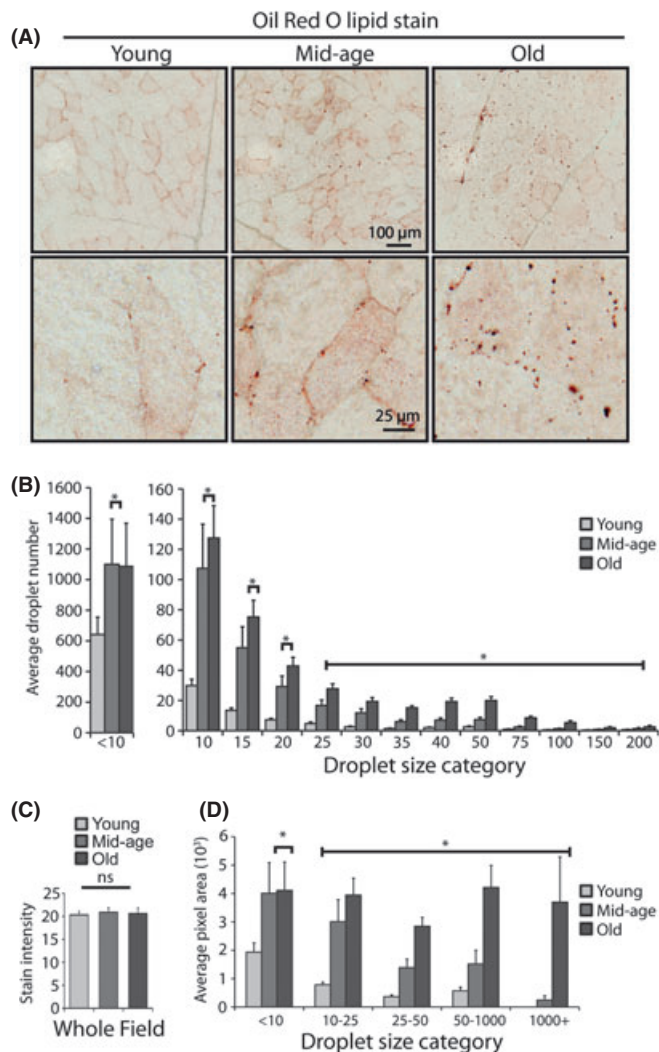 Oil Red O lipid stain
(A)
Young Mid-age Old
100 µm
25 µm
(B)
Average droplet number
1600
1400
1200
1000
800
600
400
200
0
<10
160
140
120
100
80
60
40
20
0
* * * * *
Young
Mid-age
Old
10 15 20 25 30 35 40 50 75 100 150 200
Droplet size category
(C)
Young
Mid-age
Old
ns
Stain intensity
25
20
15
10
5
0
Whole Field
(D)
Average pixel area (10³)
6
5
4
3
2
1
0
* *
Young
Mid-age
Old
<10 10-25 25-50 50-1000 1000+
Droplet size category